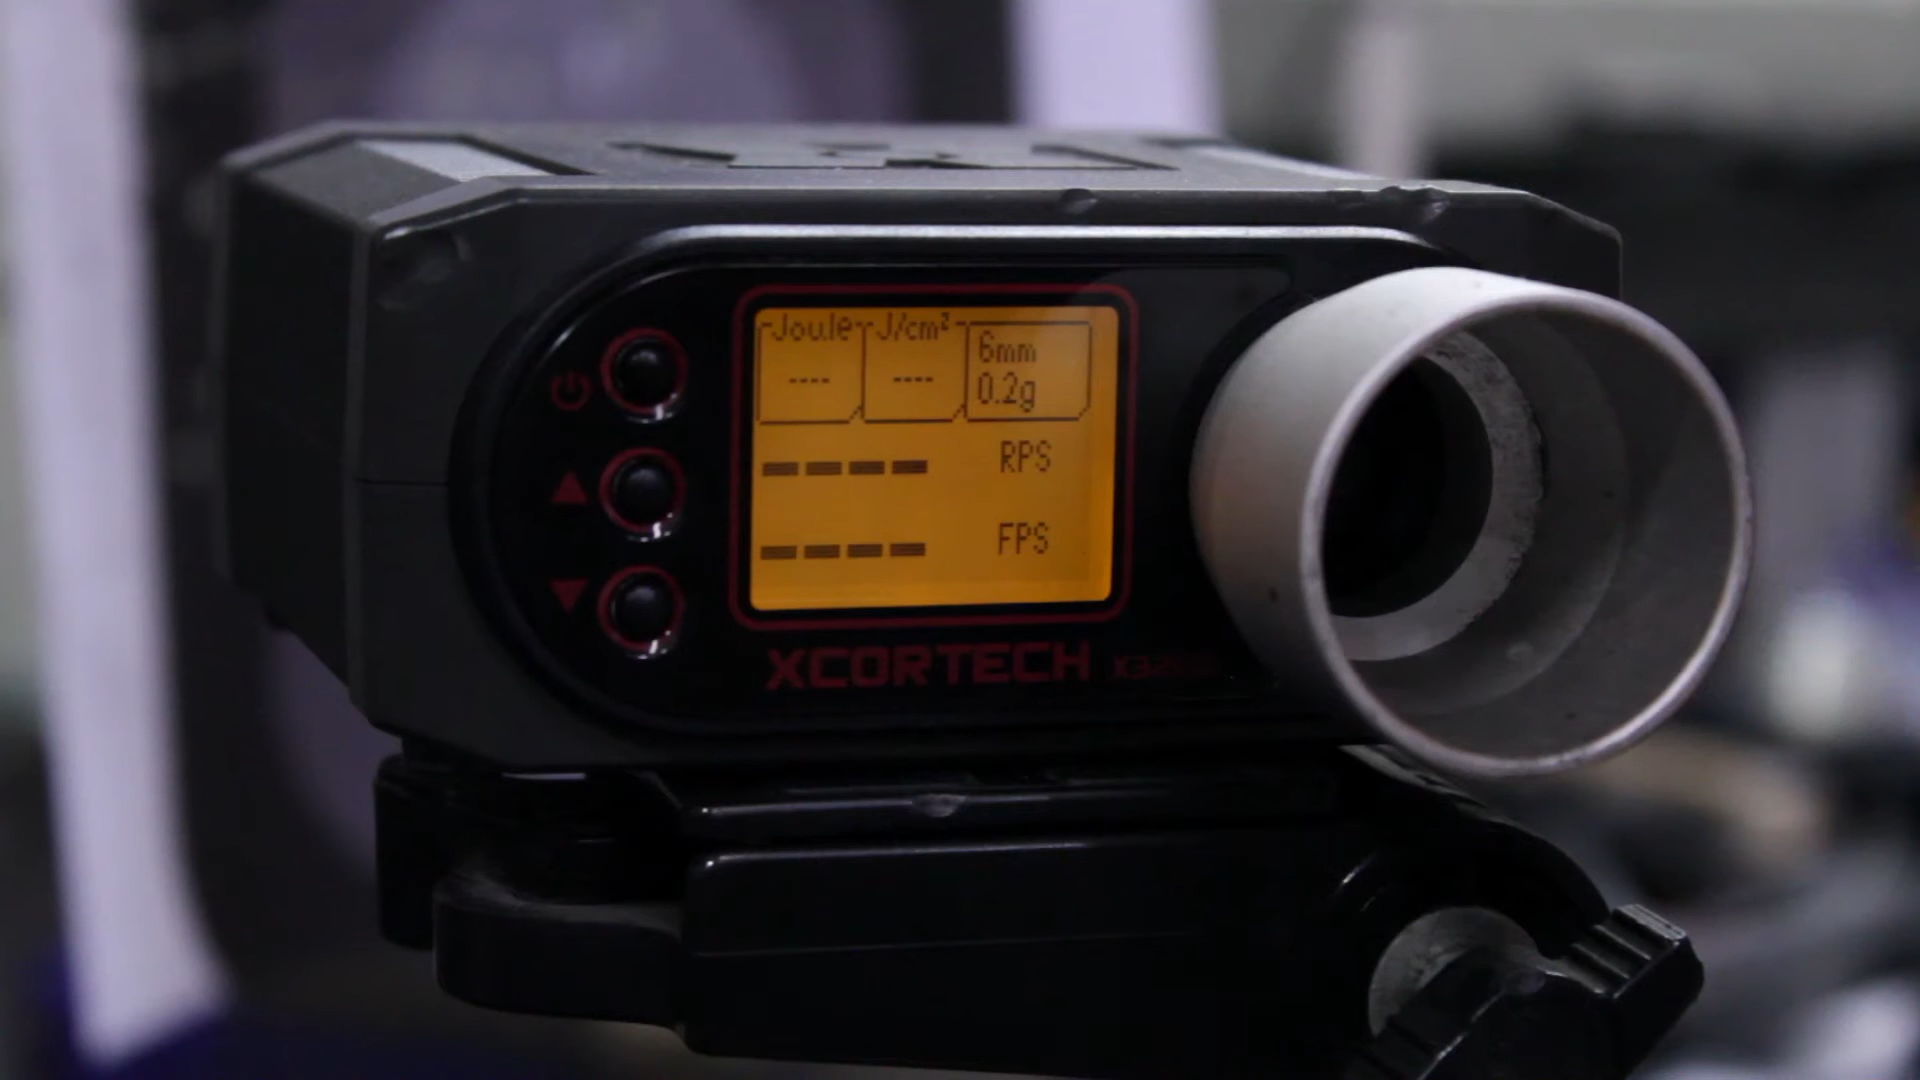 Joule J/cm²
---- ---- 6mm
0.2g
---- RPS
---- FPS
XCORTECH